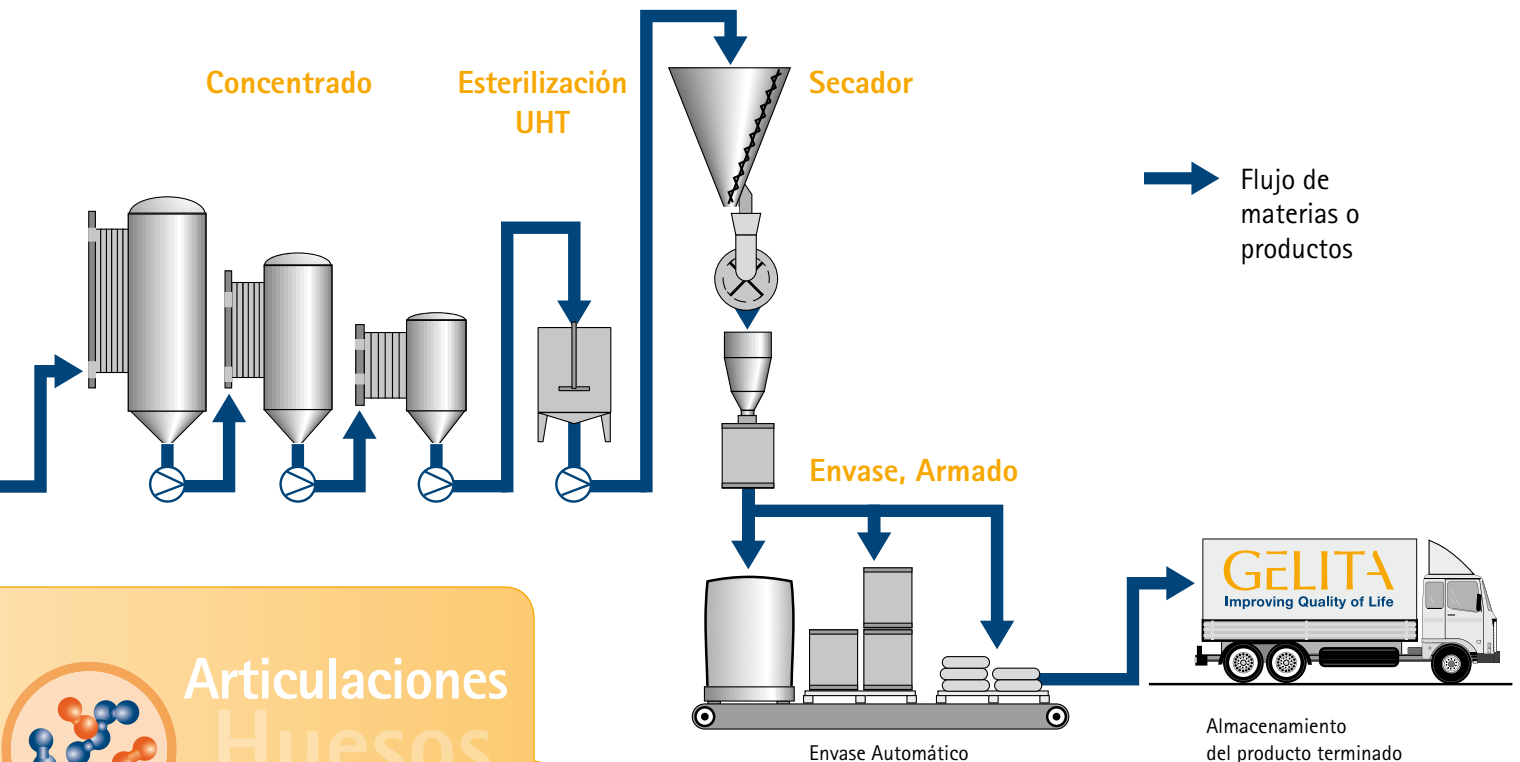 Concentrado
Esterilización
UHT
Secador
Flujo de
materias o
productos
Envase, Armado
GELITA
Improving Quality of Life
Articulaciones
Huesos
Envase Automático
Almacenamiento
del producto terminado